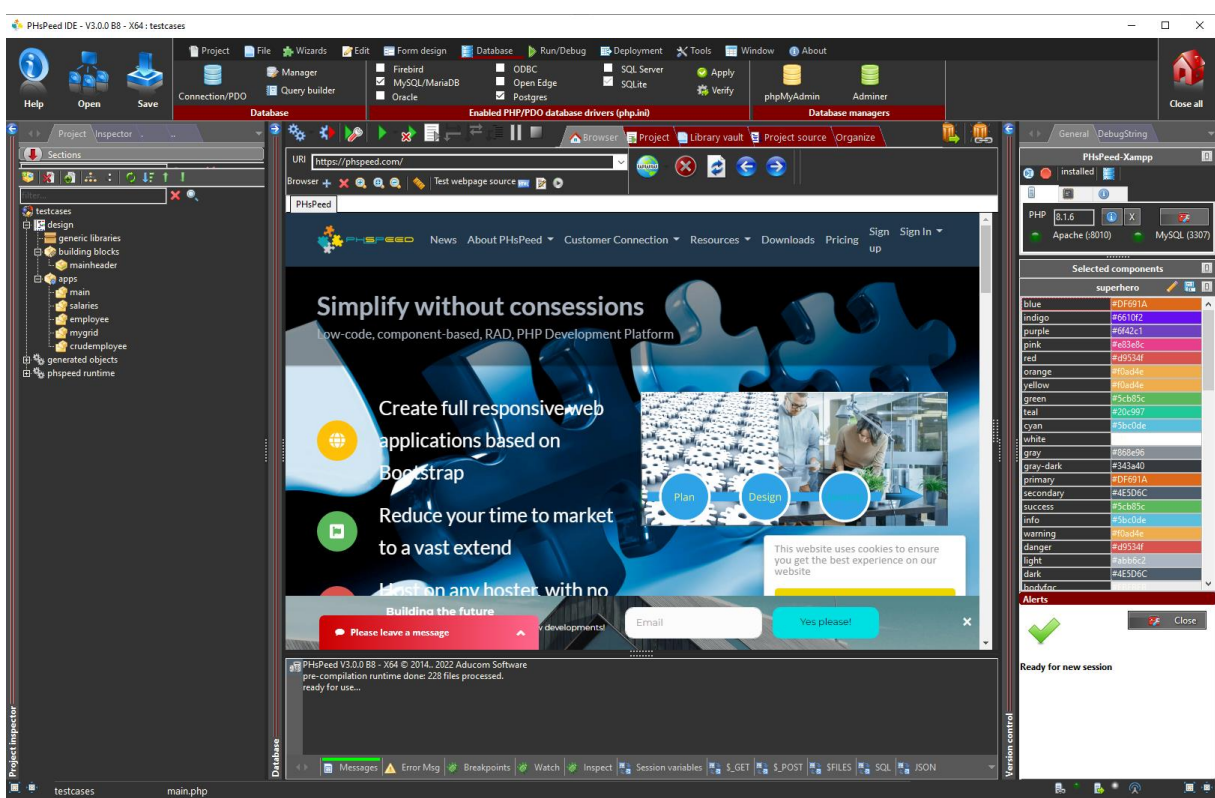 PHsPeed IDE - V3.0.0 B8 - X64 : testcases
Project File Wizards Edit Form design Database Run/Debug Deployment Tools Window About
Help Open Save
Connection/PDO
Manager
Query builder
Database
Firebird ODBC SQL Server
MySQL/MariaDB Open Edge SQLite
Oracle Postgres
Apply
Verify
Enabled PHP/PDO database drivers (php.ini)
phpMyAdmin Adminer
Database managers
Close all
Project Inspector
Sections
filter...
testcases
design
generic libraries
building blocks
mainheader
apps
main
salaries
employee
mygrid
crudemployee
generated objects
phspeed runtime
Project inspector
Database
Browser Project Library vault Project source Organize
URI https://phspeed.com/
Browser Test webpage source
PHsPeed
PHSPEED News About PHsPeed Customer Connection Resources Downloads Pricing Sign up Sign In
Simplify without consessions
Low-code, component-based, RAD, PHP Development Platform
Create full responsive web
applications based on
Bootstrap
Reduce your time to market
to a vast extend
Host on any hoster, with no
Plan Design
This website uses cookies to ensure
you get the best experience on our
website
Building the future
developments!
Please leave a message
Email
Yes please!
PHsPeed V3.0.0 B8 - X64 © 2014.. 2022 Aducom Software
pre-compilation runtime done: 228 files processed.
ready for use...
Messages Error Msg Breakpoints Watch Inspect Session variables $_GET $_POST $FILES SQL JSON
Version control
General DebugString
PHsPeed-Xampp
installed
PHP 8.1.6 X
Apache (:8010) MySQL (3307)
Selected components
superhero
blue #DF691A
indigo #6610f2
purple #6f42c1
pink #e83e8c
red #d9534f
orange #f0ad4e
yellow #f0ad4e
green #5cb85c
teal #20c997
cyan #5bc0de
white
gray #868e96
gray-dark #343a40
primary #DF691A
secondary #4E5D6C
success #5cb85c
info #5bc0de
warning #f0ad4e
danger #d9534f
light #abb6c2
dark #4E5D6C
Alerts
Close
Ready for new session
testcases main.php